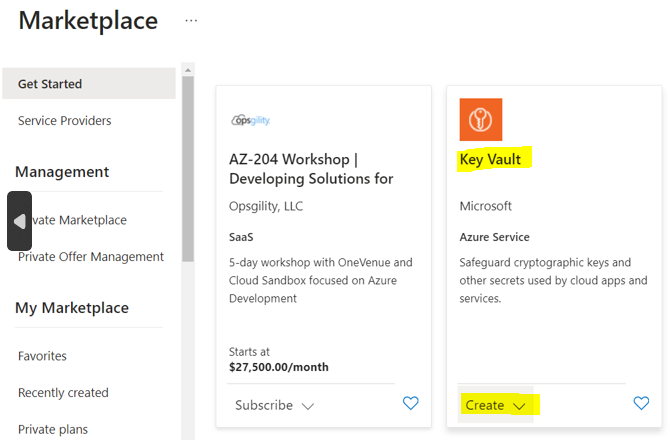 Marketplace ...
Get Started
Service Providers
Management
Private Marketplace
Private Offer Management
My Marketplace
Favorites
Recently created
Private plans
Opsgility
AZ-204 Workshop |
Developing Solutions for
Opsgility, LLC
SaaS
5-day workshop with OneVenue and
Cloud Sandbox focused on Azure
Development
Starts at
$27,500.00/month
Subscribe
Key Vault
Microsoft
Azure Service
Safeguard cryptographic keys and
other secrets used by cloud apps and
services.
Create